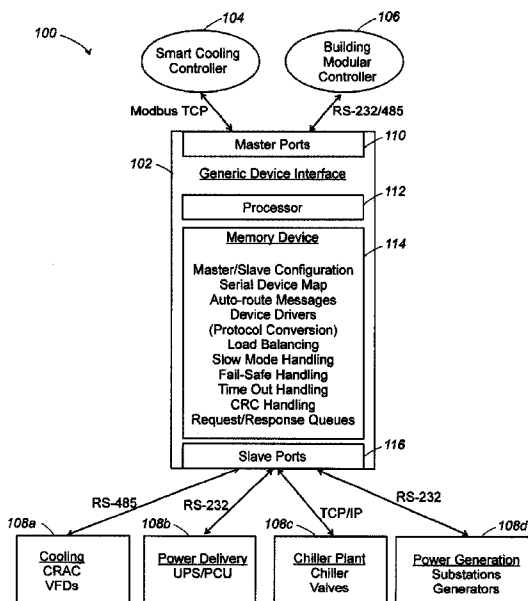 100
104
106
Smart Cooling
Controller
Building
Modular
Controller
Modbus TCP
RS-232/485
102
Master Ports
110
Generic Device Interface
Processor
112
Memory Device
114
Master/Slave Configuration
Serial Device Map
Auto-route Messages
Device Drivers
(Protocol Conversion)
Load Balancing
Slow Mode Handling
Fail-Safe Handling
Time Out Handling
CRC Handling
Request/Response Queues
Slave Ports
116
RS-485
RS-232
TCP/IP
RS-232
108a
108b
108c
108d
Cooling
CRAC
VFDs
Power Delivery
UPS/PCU
Chiller Plant
Chiller
Valves
Power Generation
Substations
Generators